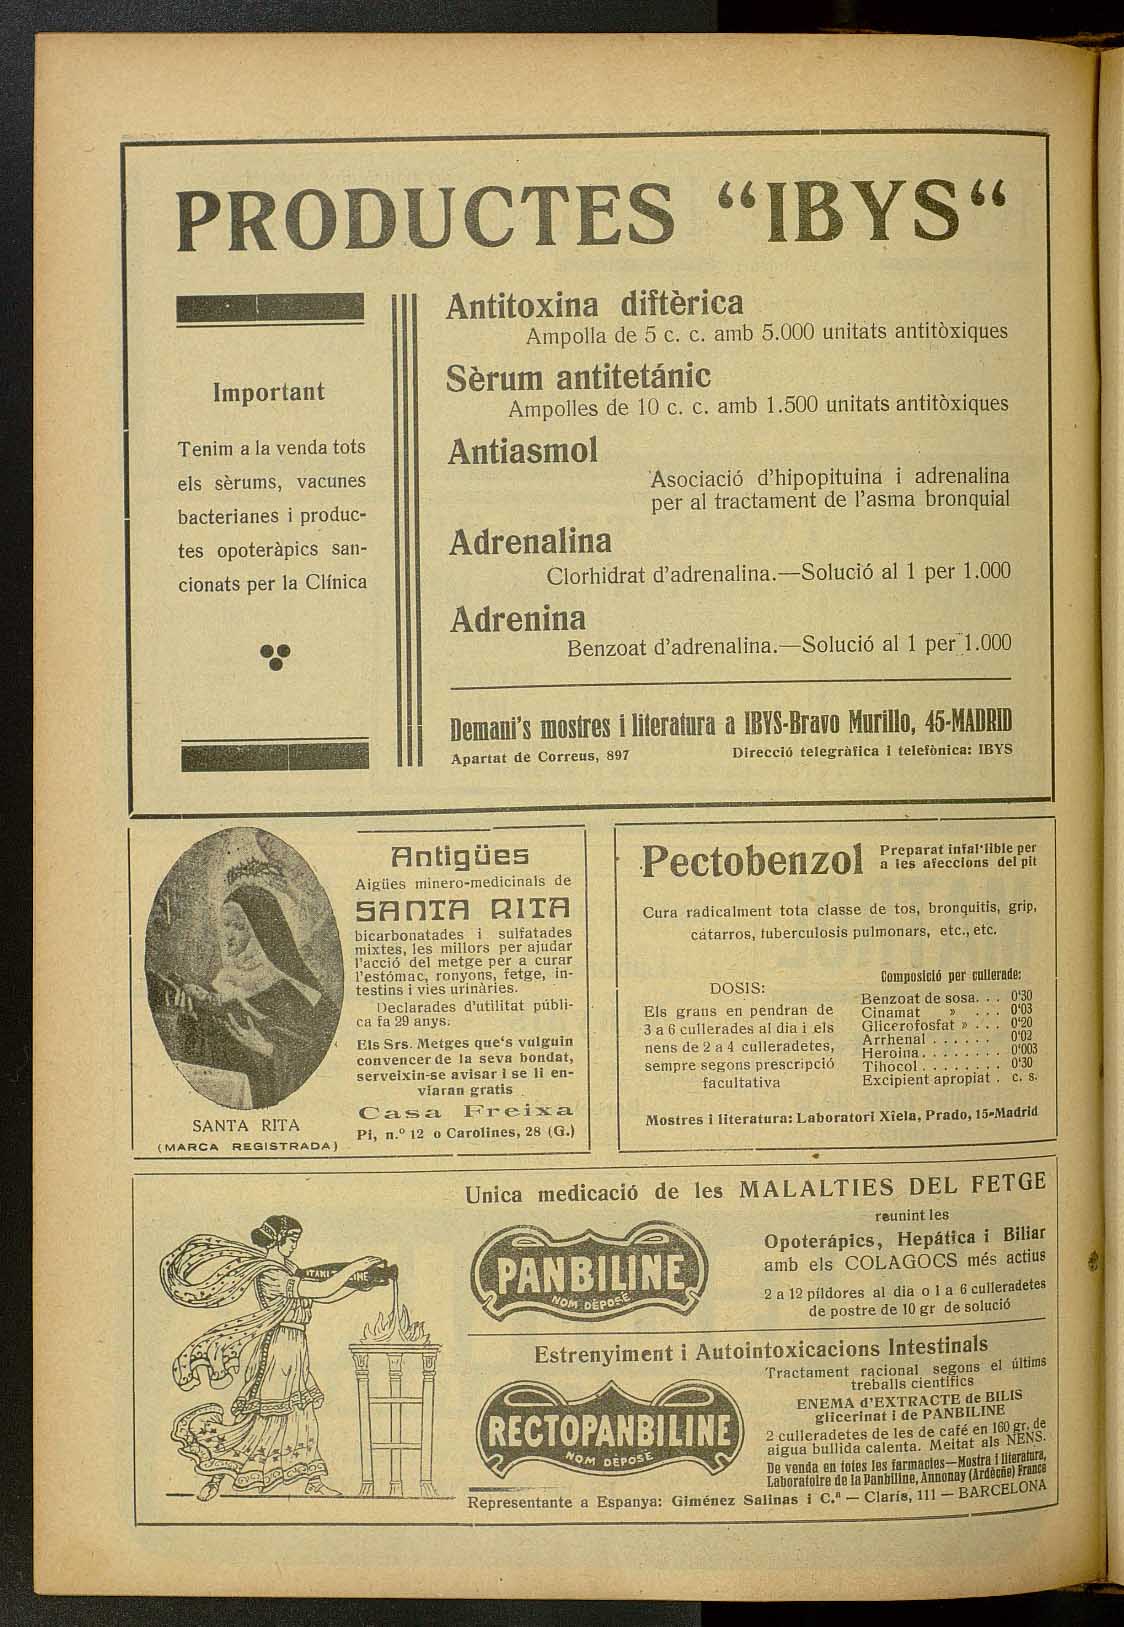 PRODUCTES “IBYS“
Important
Tenim a la venda tots
els sèrums, vacunes
bacterianes i produc-
tes opoteràpics san-
cionats per la Clínica
Antitoxina diftèrica
Ampolla de 5 c. c. amb 5.000 unitats antitòxiques
Sèrum antitetánic
Ampolles de 10 c. c. amb 1.500 unitats antitòxiques
Antiasmol
Asociació d'hipopituina i adrenalina
per al tractament de l'asma bronquial
Adrenalina
Clorhidrat d'adrenalina.—Solució al 1 per 1.000
Adrenina
Benzoat d'adrenalina.—Solució al 1 per 1.000
Demani's mostres i literatura a IBYS-Bravo Murillo, 45-MADRID
Apartat de Correus, 897 Direcció telegràfica i telefònica: IBYS
SANTA RITA
(MARCA REGISTRADA)
Antigües
Aigües minero-medicinals de
SANTA RITA
bicarbonatades i sulfatades
mixtes, les millors per ajudar
l'acció del metge per a curar
l'estómac, ronyons, fetge, in-
testins i vies urinàries.
Declarades d'utilitat públi-
ca fa 29 anys.
Els Srs. Metges que's vulguin
convencer de la seva bondat,
serveixin-se avisar i se li en-
viaran gratis
Casa Freixa
Pi, n.º 12 o Carolines, 28 (G.)
Pectobenzol
Preparat infal·lible per
a les afeccions del pit
Cura radicalment tota classe de tos, bronquitis, grip,
catarros, tuberculosis pulmonars, etc., etc.
DOSIS:
Els grans en pendran de
3 a 6 cullerades al dia i els
nens de 2 a 4 culleradetes,
sempre segons prescripció
facultativa
Composició per cullerade:
Benzoat de sosa. . . 0'30
Cinamat » . . . 0'03
Glicerofosfat » . . . 0'20
Arrhenal . . . . . . 0'02
Heroina. . . . . . . . 0'003
Tihocol. . . . . . . . 0'30
Excipient apropiat . c. s.
Mostres i literatura: Laboratori Xiela, Prado, 15-Madrid
Unica medicació de les MALALTIES DEL FETGE
reunint les
Opoterápics, Hepática i Biliar
amb els COLAGOCS més actius
2 a 12 píldores al dia o 1 a 6 culleradetes
de postre de 10 gr de solució
PANBILINE
NOM DÉPOSÉ
Estrenyiment i Autointoxicacions Intestinals
Tractament racional segons el últims
treballs científics
ENEMA d'EXTRACTE de BILIS
glicerinat i de PANBILINE
2 culleradetes de les de café en 160 gr. de
aigua bullida calenta. Meitat als NENS.
De venda en totes les farmacies—Mostra i literatura,
Laboratoire de la Panbiline, Annonay (Ardèche) France
RECTOPANBILINE
NOM DÉPOSÉ
Representante a Espanya: Giménez Salinas i C.ª — Claris, 111 — BARCELONA